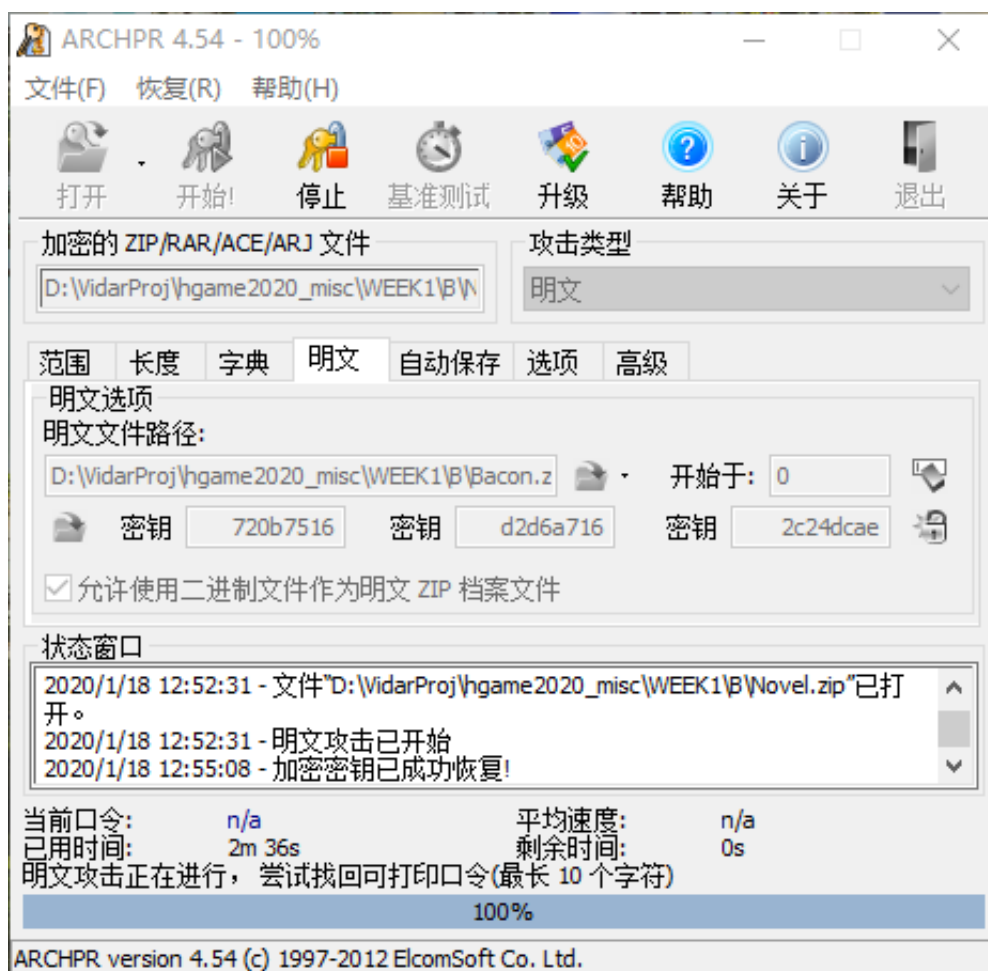 ARCHPR 4.54 - 100%
文件(F) 恢复(R) 帮助(H)
打开 开始! 停止 基准测试 升级 帮助 关于 退出
加密的 ZIP/RAR/ACE/ARJ 文件 攻击类型
D:\VidarProj\hgame2020_misc\WEEK1\B\N 明文
范围 长度 字典 明文 自动保存 选项 高级
明文选项
明文文件路径:
D:\VidarProj\hgame2020_misc\WEEK1\B\Bacon.z 开始于: 0
密钥 720b7516 密钥 d2d6a716 密钥 2c24dcae
允许使用二进制文件作为明文 ZIP 档案文件
状态窗口
2020/1/18 12:52:31 - 文件"D:\VidarProj\hgame2020_misc\WEEK1\B\Novel.zip"已打
开。
2020/1/18 12:52:31 - 明文攻击已开始
2020/1/18 12:55:08 - 加密密钥已成功恢复!
当前口令: n/a 平均速度: n/a
已用时间: 2m 36s 剩余时间: 0s
明文攻击正在进行，尝试找回可打印口令(最长 10 个字符)
100%
ARCHPR version 4.54 (c) 1997-2012 ElcomSoft Co. Ltd.